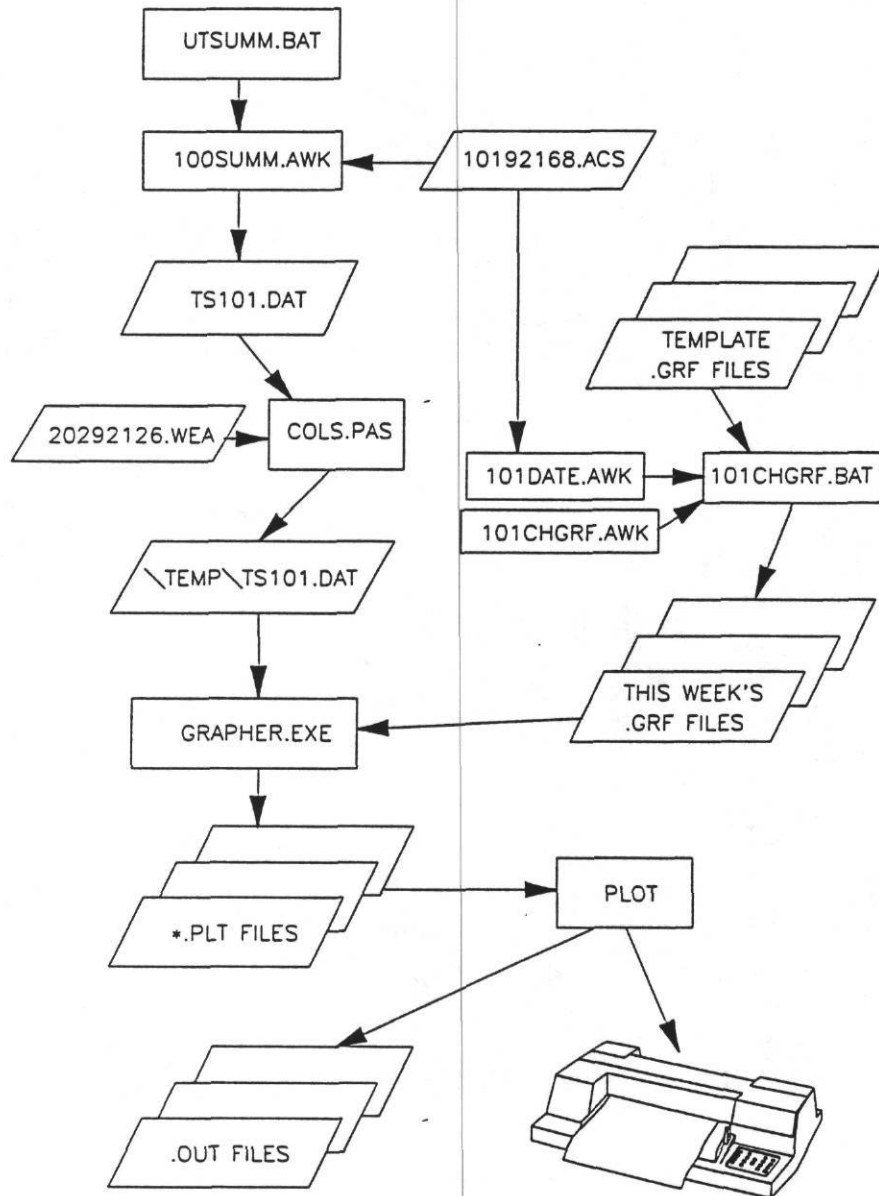 UTSUMM.BAT
100SUMM.AWK
10192168.ACS
TS101.DAT
TEMPLATE
.GRF FILES
20292126.WEA
COLS.PAS
101DATE.AWK
101CHGRF.BAT
101CHGRF.AWK
\TEMP\TS101.DAT
THIS WEEK'S
.GRF FILES
GRAPHER.EXE
PLOT
*.PLT FILES
.OUT FILES